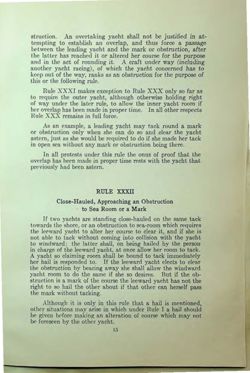 struction. An overtaking yacht shall not be justified in at-
tempting to establish an overlap, and thus force a passage
between the leading yacht and the mark or obstruction, after
the latter has reached it or altered her course for the purpose
and in the act of rounding it. A craft under way (including
another yacht racing), of which the yacht concerned has to
keep out of the way, ranks as an obstruction for the purpose of
this or the following rule.
Rule XXXI makes exception to Rule XXX only so far as
to require the outer yacht, although otherwise holding right
of way under the later rule, to allow the inner yacht room if
her overlap has been made in proper time. In all other respects
Rule XXX remains in full force.
As an example, a leading yacht may tack round a mark
or obstruction only when she can do so and clear the yacht
astern, just as she would be required to do if she made her tack
in open sea without any mark or obstruction being there.
In all protests under this rule the onus of proof that the
overlap has been made in proper time rests with the yacht that
previously had been astern.
RULE XXXII
Close-Hauled, Approaching an Obstruction
to Sea Room or a Mark
If two yachts are standing close-hauled on the same tack
towards the shore, or an obstruction to sea-room which requires
the leeward yacht to alter her course to clear it, and if she is
not able to tack without coming into collision with the yacht
to windward: the latter shall, on being hailed by the person
in charge of the leeward yacht, at once allow her room to tack.
A yacht so claiming room shall be bound to tack immediately
her hail is responded to. If the leeward yacht elects to clear
the obstruction by bearing away she shall allow the windward
yacht room to do the same if she so desires. But if the ob-
struction is a mark of the course the leeward yacht has not the
right to so hail the other about if that other can herself pass
the mark without tacking.
Although it is only in this rule that a hail is mentioned,
other situations may arise in which under Rule I a hail should
be given before making an alteration of course which may not
be foreseen by the other yacht.
15